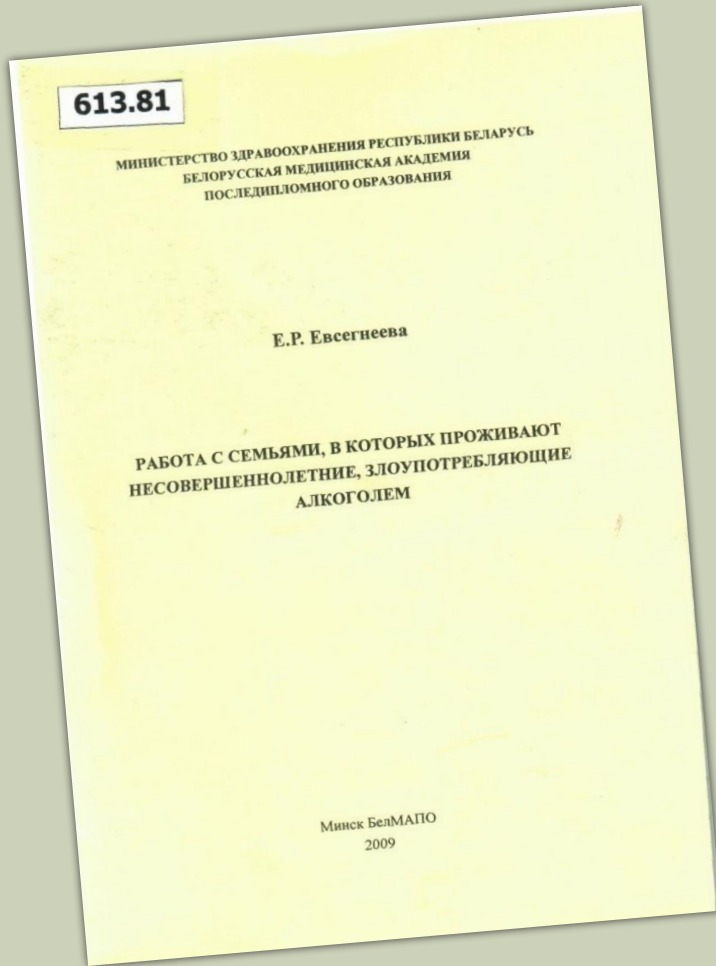 613.81
МИНИСТЕРСТВО ЗДРАВООХРАНЕНИЯ РЕСПУБЛИКИ БЕЛАРУСЬ
БЕЛОРУССКАЯ МЕДИЦИНСКАЯ АКАДЕМИЯ
ПОСЛЕДИПЛОМНОГО ОБРАЗОВАНИЯ
Е.Р. Евсегнеева
РАБОТА С СЕМЬЯМИ, В КОТОРЫХ ПРОЖИВАЮТ
НЕСОВЕРШЕННОЛЕТНИЕ, ЗЛОУПОТРЕБЛЯЮЩИЕ
АЛКОГОЛЕМ
Минск БелМАПО
2009